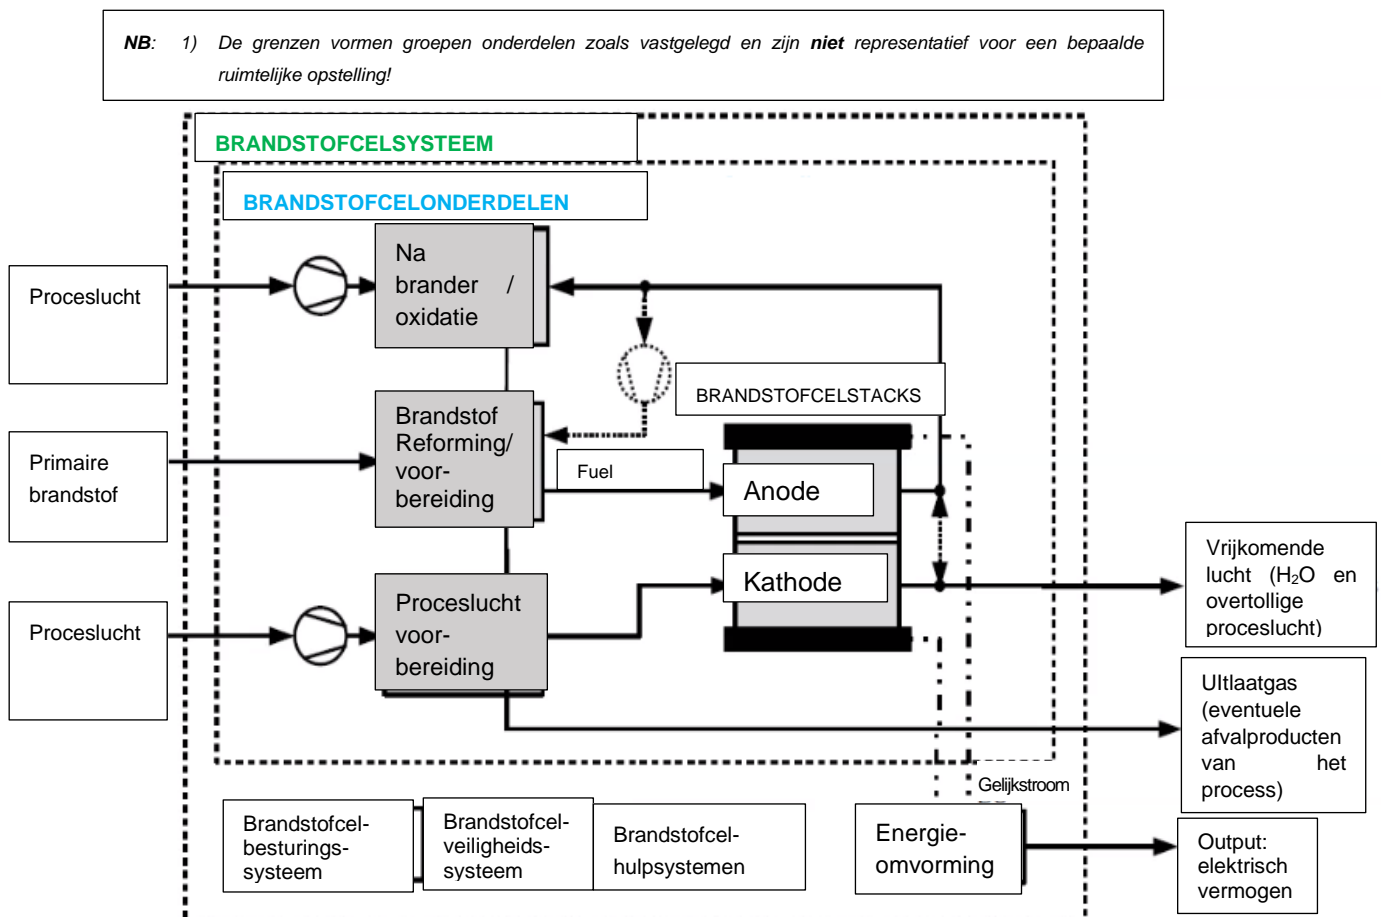 NB: 1) De grenzen vormen groepen onderdelen zoals vastgelegd en zijn niet representatief voor een bepaalde
ruimtelijke opstelling!
BRANDSTOFCELSYSTEEM
BRANDSTOFCELONDERDELEN
Na
brander /
oxidatie
Proceslucht
BRANDSTOFCELSTACKS
Brandstof
Reforming/
voor-
bereiding
Primaire
brandstof
Fuel
Anode
Kathode
Vrijkomende
lucht (H₂O en
overtollige
proceslucht)
Proceslucht
Proceslucht
voor-
bereiding
UItlaatgas
(eventuele
afvalproducten
van het
process)
Gelijkstroom
Brandstofcel-
besturings-
systeem
Brandstofcel-
veiligheids-
systeem
Brandstofcel-
hulpsystemen
Energie-
omvorming
Output:
elektrisch
vermogen